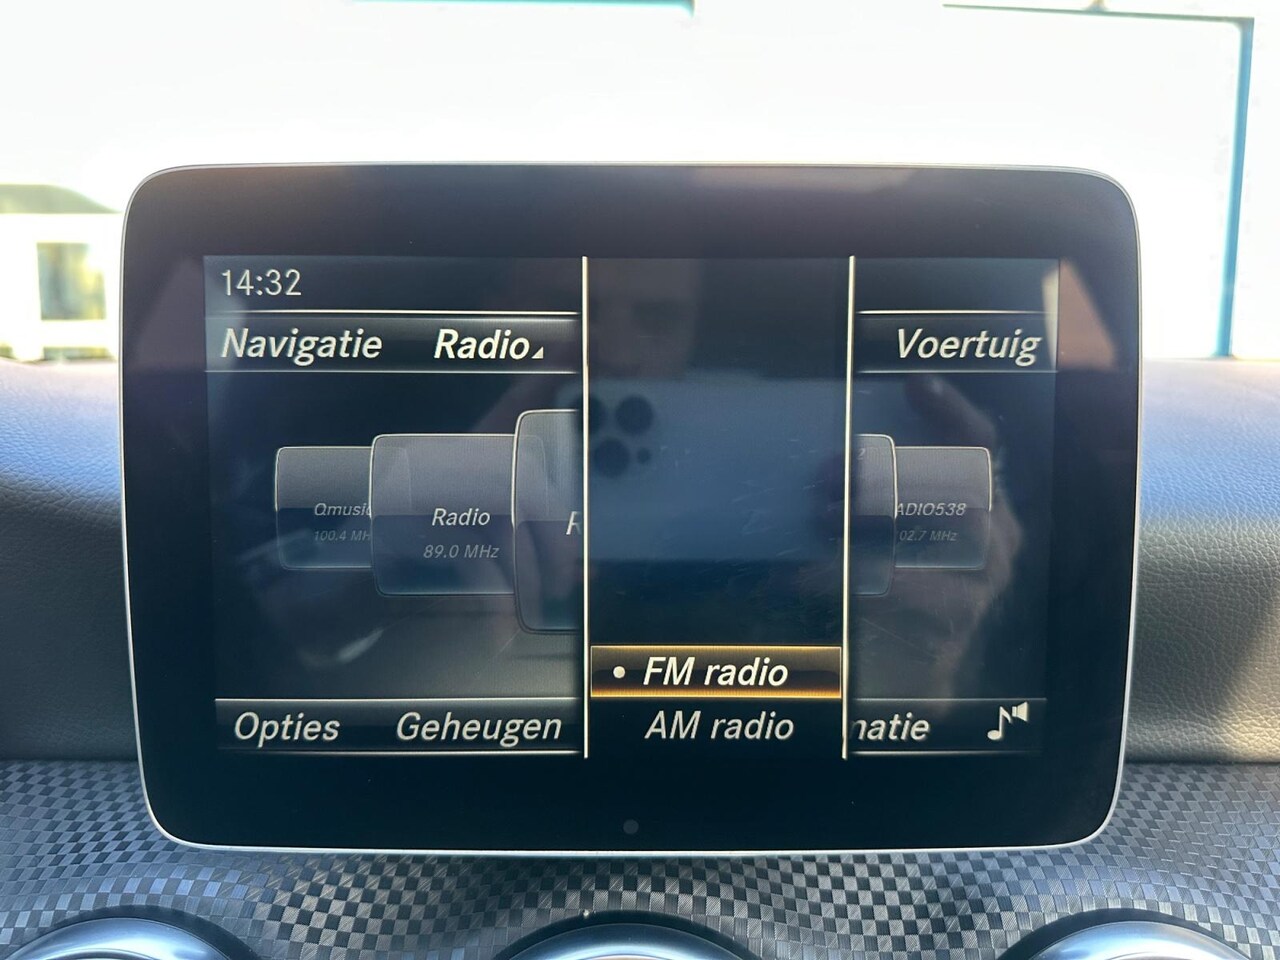 14:32
Navigatie Radio Voertuig
Qmusic Radio ADIO538
100.4 MH 89.0 MHz 02.7 MHz
R
FM radio
Opties Geheugen AM radio matie